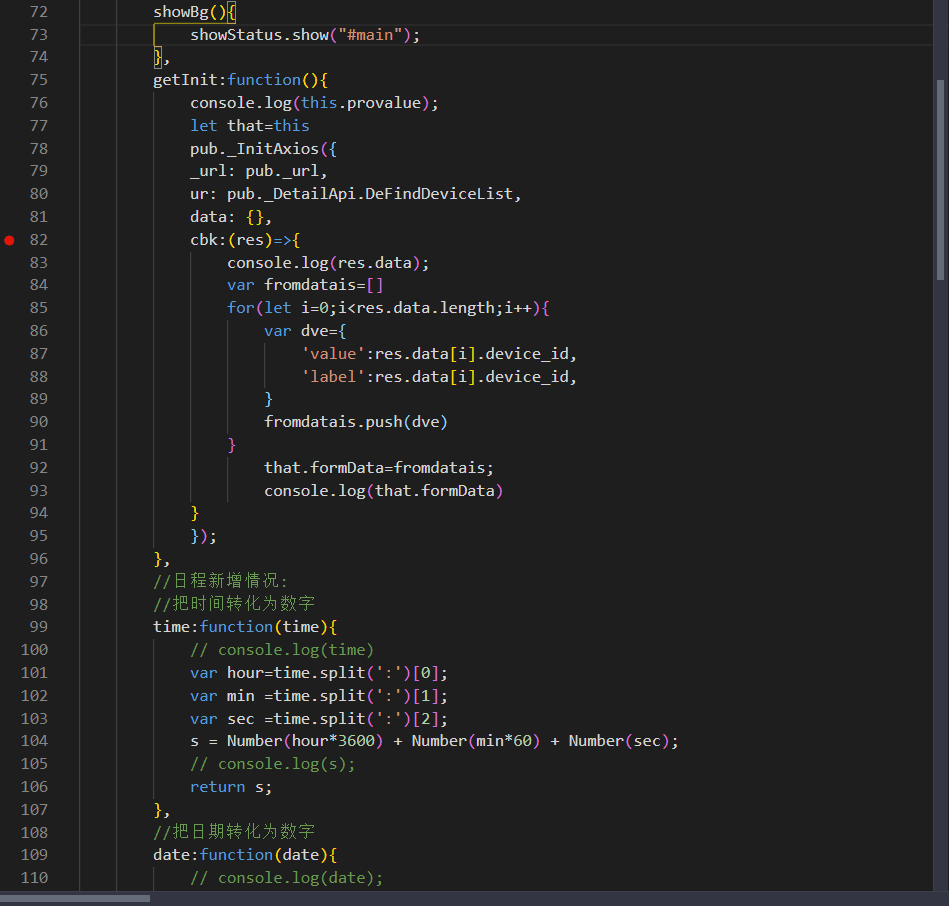 72 showBg(){
73 showStatus.show("#main");
74 },
75 getInit:function(){
76 console.log(this.provalue);
77 let that=this
78 pub._InitAxios({
79 _url: pub._url,
80 ur: pub._DetailApi.DeFindDeviceList,
81 data: {},
82 cbk:(res)=>{
83 console.log(res.data);
84 var fromdatais=[]
85 for(let i=0;i<res.data.length;i++){
86 var dve={
87 'value':res.data[i].device_id,
88 'label':res.data[i].device_id,
89 }
90 fromdatais.push(dve)
91 }
92 that.formData=fromdatais;
93 console.log(that.formData)
94 }
95 });
96 },
97 //日程新增情况:
98 //把时间转化为数字
99 time:function(time){
100 // console.log(time)
101 var hour=time.split(':')[0];
102 var min =time.split(':')[1];
103 var sec =time.split(':')[2];
104 s = Number(hour*3600) + Number(min*60) + Number(sec);
105 // console.log(s);
106 return s;
107 },
108 //把日期转化为数字
109 date:function(date){
110 // console.log(date);